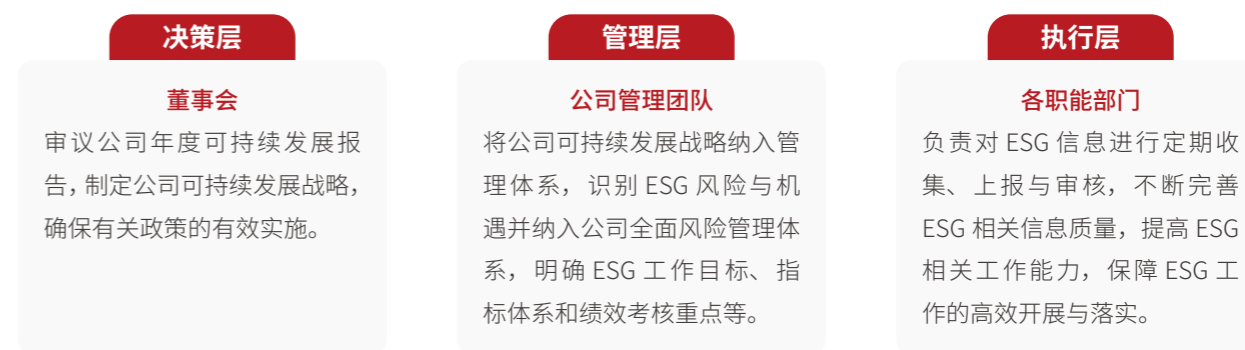 决策层
董事会
审议公司年度可持续发展报
告，制定公司可持续发展战略，
确保有关政策的有效实施。
管理层
公司管理团队
将公司可持续发展战略纳入管
理体系，识别 ESG 风险与机
遇并纳入公司全面风险管理体
系，明确 ESG 工作目标、指
标体系和绩效考核重点等。
执行层
各职能部门
负责对 ESG 信息进行定期收
集、上报与审核，不断完善
ESG 相关信息质量，提高 ESG
相关工作能力，保障 ESG 工
作的高效开展与落实。